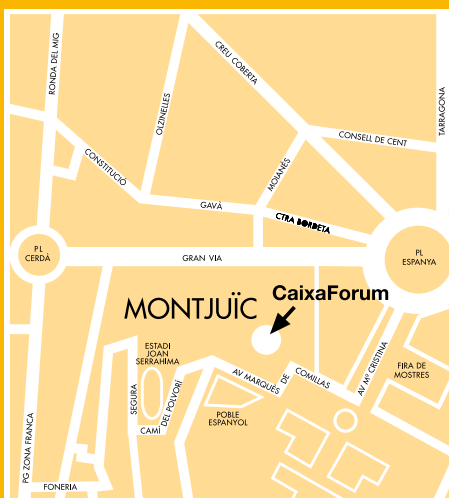 RONDA DEL MIG
OLZINELLES
CREU COBERTA
TARRAGONA
CONSELL DE CENT
CONSTITUCIÓ
MOIANÉS
GAVÀ
CTRA BORDETA
PL
CERDÀ
GRAN VIA
PL
ESPANYA
MONTJUÏC
CaixaForum
ESTADI
JOAN
SERRAHIMA
SEGURA
CAMÍ DEL POLVORÍ
AV MARQUÉS DE COMILLAS
AV Mª CRISTINA
FIRA DE
MOSTRES
POBLE
ESPANYOL
PG ZONA FRANCA
FONERIA